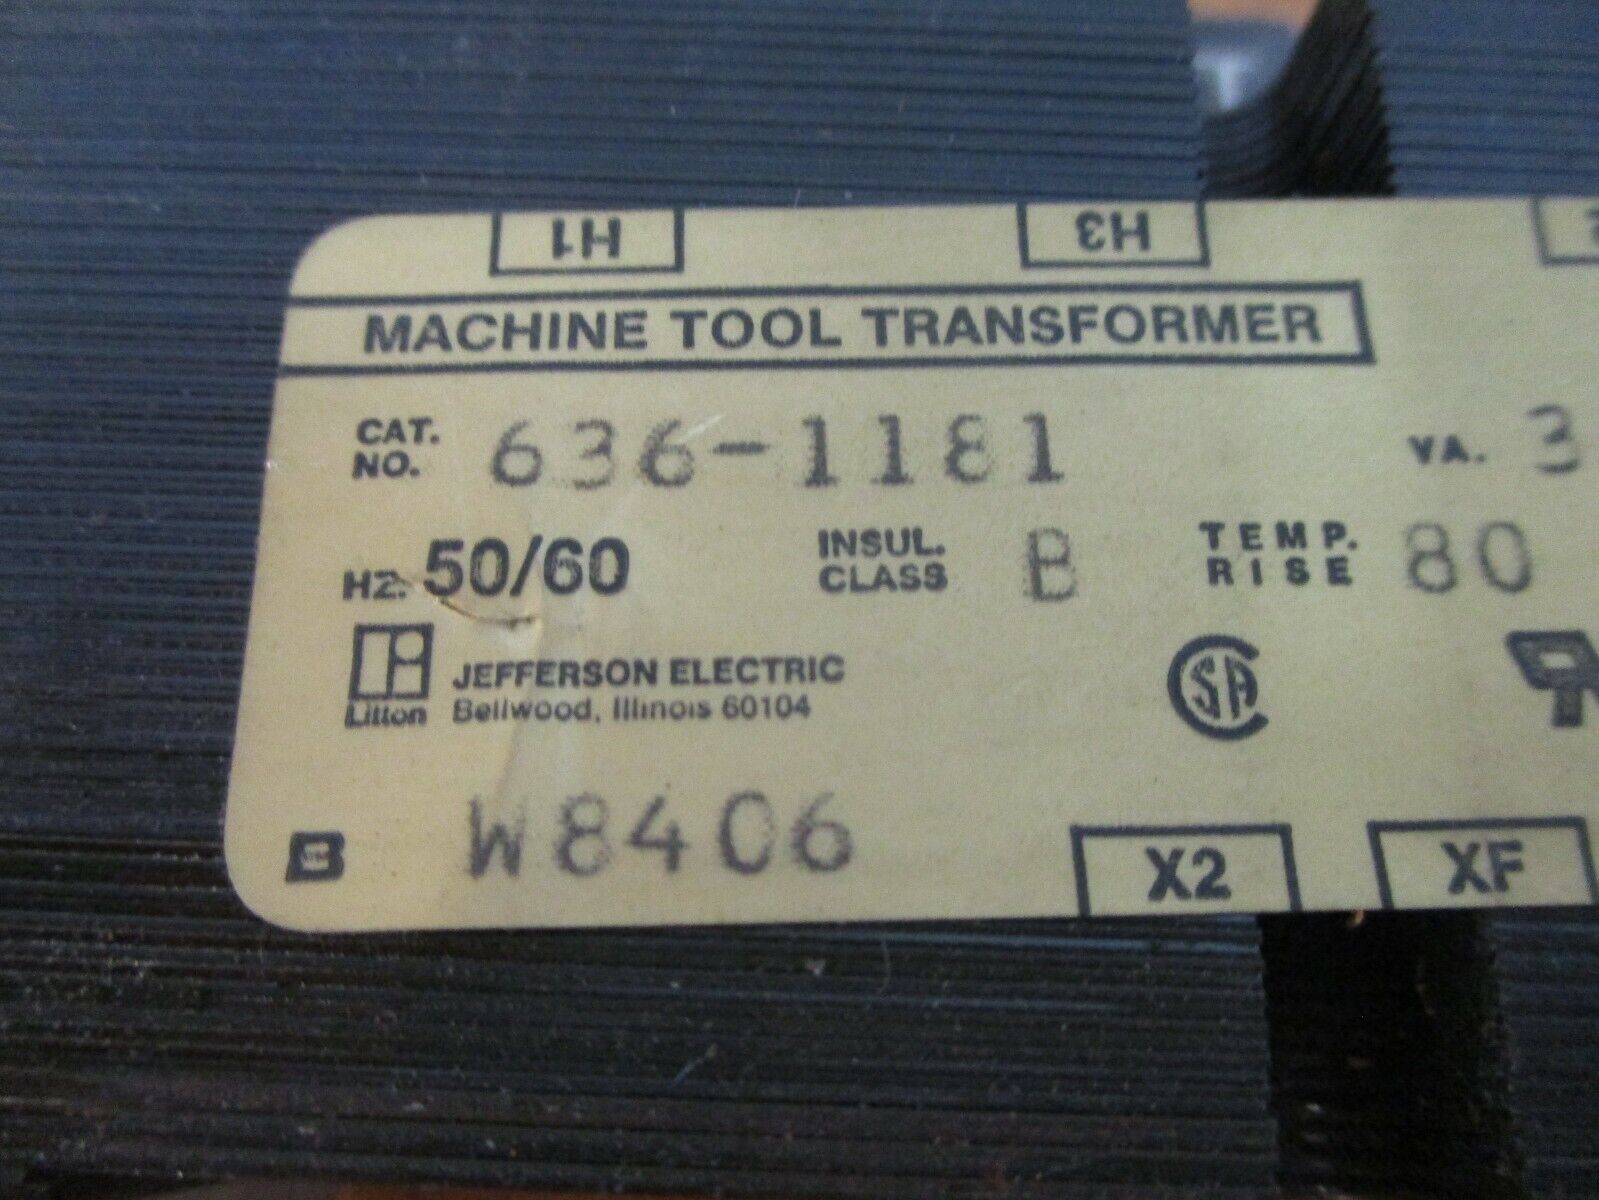 H1 H3
MACHINE TOOL TRANSFORMER
CAT. NO. 636-1181 VA. 3
HZ. 50/60 INSUL. CLASS B TEMP. RISE 80
JEFFERSON ELECTRIC
Litton Bellwood, Illinois 60104
CSA
W8406
B X2 XF